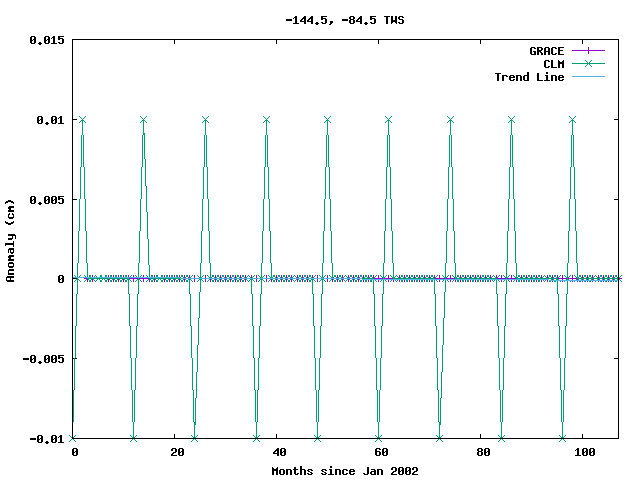 -144.5, -84.5 TWS
0.015
0.01
0.005
0
-0.005
-0.01
Anomaly (cm)
GRACE
CLM
Trend Line
0 20 40 60 80 100
Months since Jan 2002